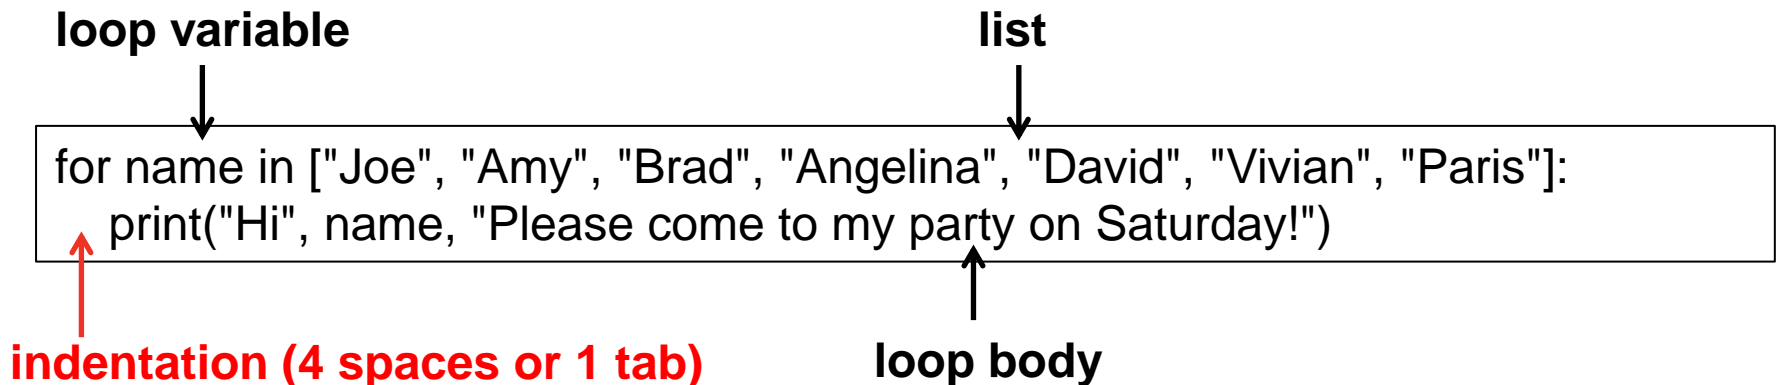 loop variable list
for name in ["Joe", "Amy", "Brad", "Angelina", "David", "Vivian", "Paris"]:
print("Hi", name, "Please come to my party on Saturday!")
indentation (4 spaces or 1 tab) loop body